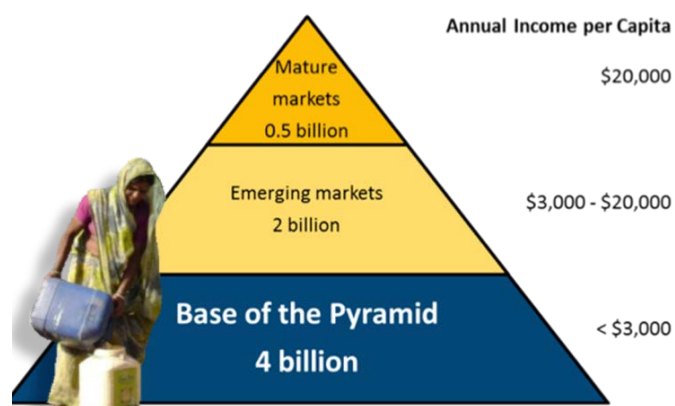 Annual Income per Capita
Mature
markets
0.5 billion
$20,000
Emerging markets
2 billion
$3,000 - $20,000
Base of the Pyramid
4 billion
< $3,000